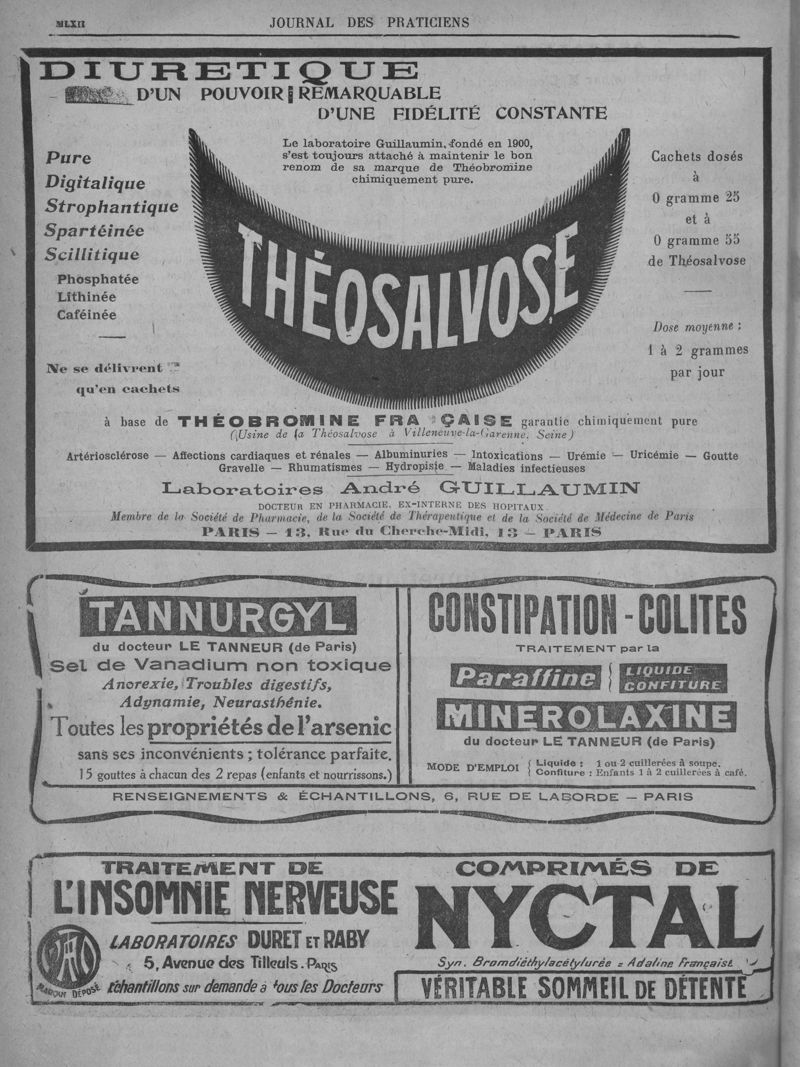 MLXII
JOURNAL DES PRATICIENS
DIURETIQUE
D'UN POUVOIR REMARQUABLE
D'UNE FIDÉLITÉ CONSTANTE
Le laboratoire Guillaumin, fondé en 1900,
s'est toujours attaché à maintenir le bon
renom de sa marque de Théobromine
chimiquement pure.
Pure
Digitalique
Strophantique
Spartéinée
Scillitique
Phosphatée
Lithinée
Caféinée
Ne se délivrent
qu'en cachets
THÉOSALVOSE
Cachets dosés
à
0 gramme 25
et à
0 gramme 55
de Théosalvose
Dose moyenne :
1 à 2 grammes
par jour
à base de THÉOBROMINE FRA ÇAISE garantie chimiquement pure
(Usine de la Théosalvose à Villeneuve-la-Garenne, Seine)
Artériosclérose — Affections cardiaques et rénales — Albuminuries — Intoxications — Urémie — Uricémie — Goutte
Gravelle — Rhumatismes — Hydropisie — Maladies infectieuses
Laboratoires André GUILLAUMIN
DOCTEUR EN PHARMACIE, EX-INTERNE DES HOPITAUX.
Membre de la Société de Pharmacie, de la Société de Thérapeutique et de la Société de Médecine de Paris
PARIS — 13, Rue du Cherche-Midi, 13 — PARIS
TANNURGYL
du docteur LE TANNEUR (de Paris)
Sel de Vanadium non toxique
Anorexie, Troubles digestifs,
Adynamie, Neurasthénie.
Toutes les propriétés de l'arsenic
sans ses inconvénients ; tolérance parfaite.
15 gouttes à chacun des 2 repas (enfants et nourrissons.)
CONSTIPATION - COLITES
TRAITEMENT par la
Paraffine { LIQUIDE
CONFITURE
MINEROLAXINE
du docteur LE TANNEUR (de Paris)
MODE D'EMPLOI { Liquide : 1 ou 2 cuillerées à soupe.
Confiture : Enfants 1 à 2 cuillerées à café.
RENSEIGNEMENTS & ÉCHANTILLONS, 6, RUE DE LABORDE — PARIS
TRAITEMENT DE
L'INSOMNIE NERVEUSE
LABORATOIRES DURET ET RABY
5, Avenue des Tilleuls. PARIS
MARQUE DÉPOSÉE
Échantillons sur demande à tous les Docteurs
COMPRIMÉS DE
NYCTAL
Syn. Bromdiéthylacétylurée = Adaline Française
VÉRITABLE SOMMEIL DE DÉTENTE